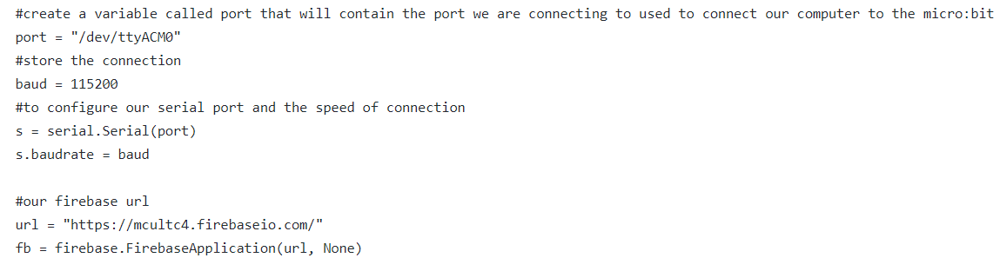 #create a variable called port that will contain the port we are connecting to used to connect our computer to the micro:bit
port = "/dev/ttyACM0"
#store the connection
baud = 115200
#to configure our serial port and the speed of connection
s = serial.Serial(port)
s.baudrate = baud

#our firebase url
url = "https://mcultc4.firebaseio.com/"
fb = firebase.FirebaseApplication(url, None)